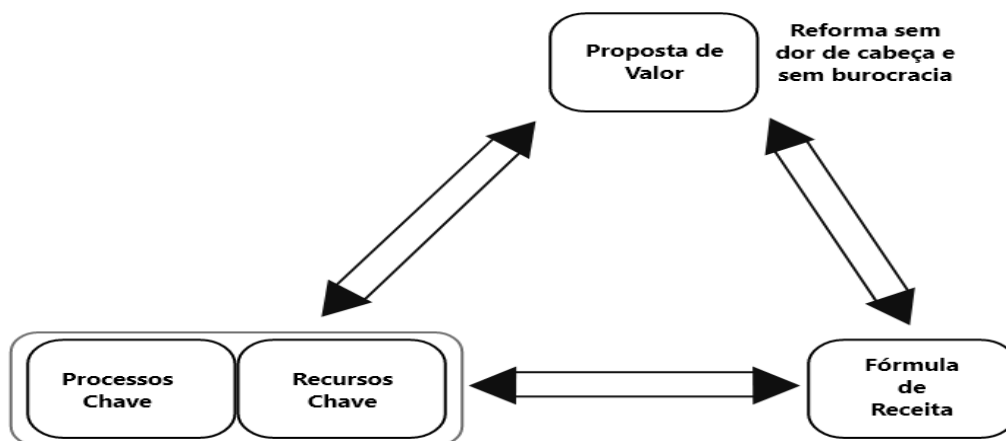 Proposta de
Valor
Reforma sem
dor de cabeça e
sem burocracia
Processos
Chave
Recursos
Chave
Fórmula
de
Receita